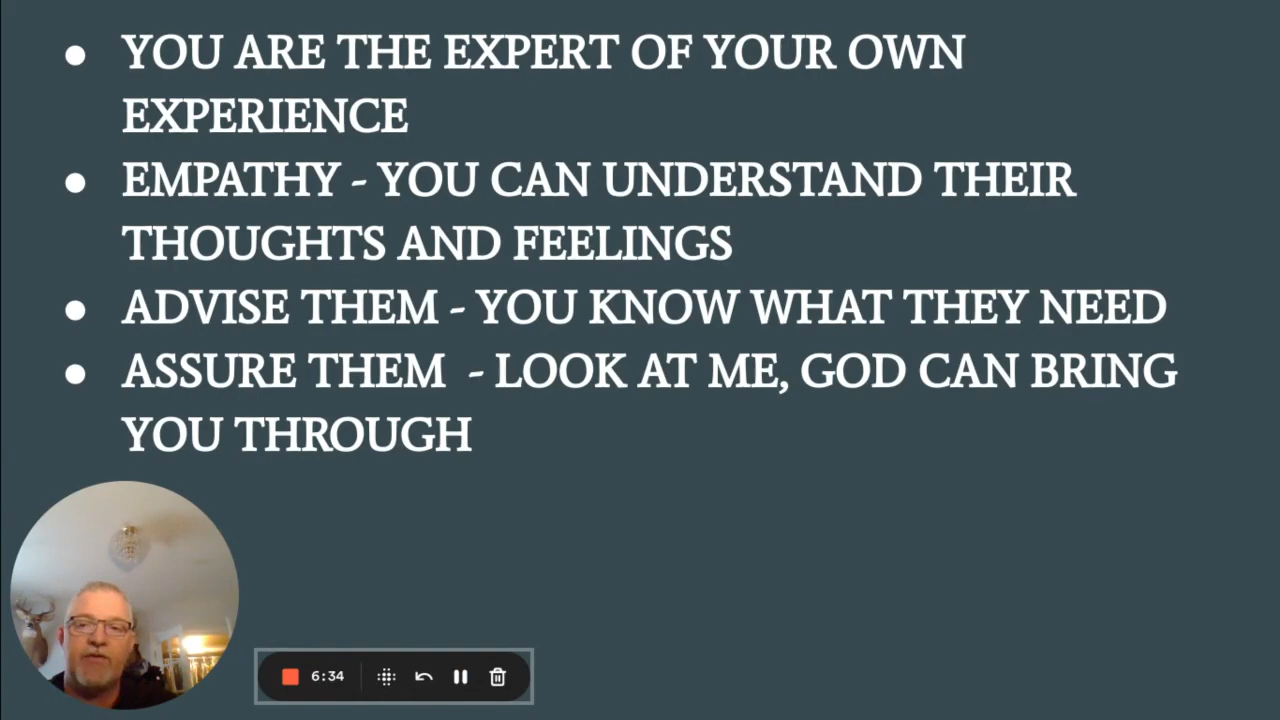 ● YOU ARE THE EXPERT OF YOUR OWN
EXPERIENCE
● EMPATHY - YOU CAN UNDERSTAND THEIR
THOUGHTS AND FEELINGS
● ADVISE THEM - YOU KNOW WHAT THEY NEED
● ASSURE THEM - LOOK AT ME, GOD CAN BRING
YOU THROUGH
6:34